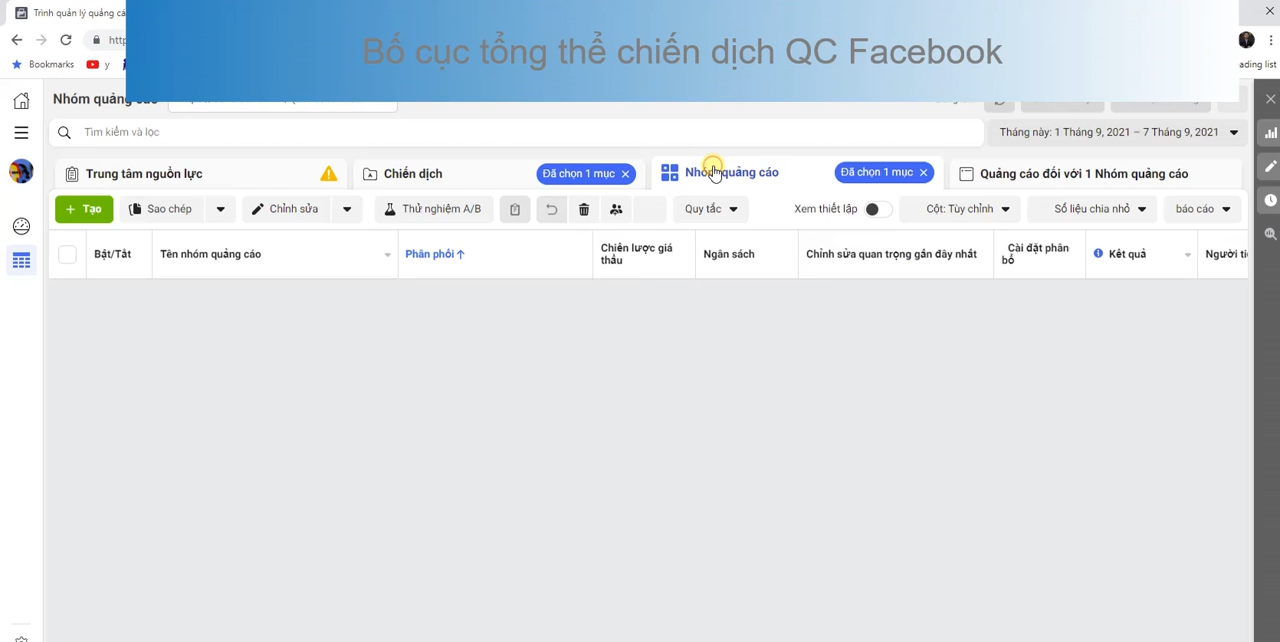 Trình quản lý quảng cá
Bố cục tổng thể chiến dịch QC Facebook
http
Bookmarks
y
ading list
Nhóm quảng cáo
Tìm kiếm và lọc
Tháng này: 1 Tháng 9, 2021 – 7 Tháng 9, 2021
Trung tâm nguồn lực
Chiến dịch
Đã chọn 1 mục
Nhóm quảng cáo
Đã chọn 1 mục
Quảng cáo đối với 1 Nhóm quảng cáo
+ Tạo
Sao chép
Chỉnh sửa
Thử nghiệm A/B
Quy tắc
Xem thiết lập
Cột: Tùy chỉnh
Số liệu chia nhỏ
báo cáo
Bật/Tắt
Tên nhóm quảng cáo
Phân phối ↑
Chiến lược giá
thầu
Ngân sách
Chỉnh sửa quan trọng gần đây nhất
Cài đặt phân
bổ
Kết quả
Người ti